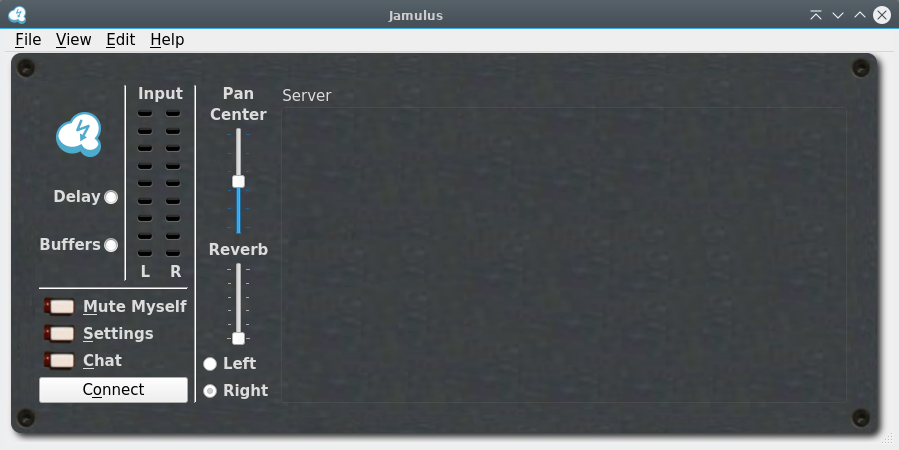 Jamulus
File View Edit Help
Input
Pan
Center
Server
Delay
Buffers
L R
Reverb
Mute Myself
Settings
Chat
Connect
Left
Right